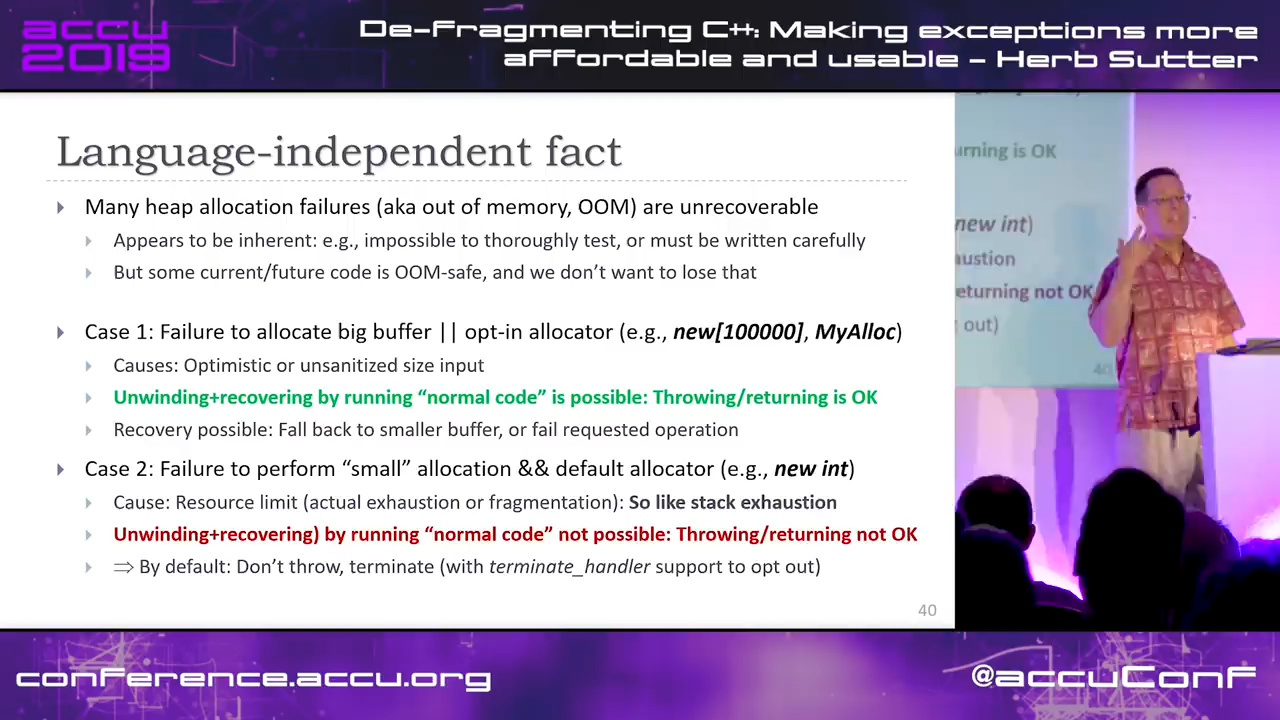 accu
2019
De-Fragmenting C++: Making exceptions more
affordable and usable - Herb Sutter
Language-independent fact
Many heap allocation failures (aka out of memory, OOM) are unrecoverable
Appears to be inherent: e.g., impossible to thoroughly test, or must be written carefully
But some current/future code is OOM-safe, and we don't want to lose that
Case 1: Failure to allocate big buffer || opt-in allocator (e.g., new[100000], MyAlloc)
Causes: Optimistic or unsanitized size input
Unwinding+recovering by running “normal code” is possible: Throwing/returning is OK
Recovery possible: Fall back to smaller buffer, or fail requested operation
Case 2: Failure to perform “small” allocation && default allocator (e.g., new int)
Cause: Resource limit (actual exhaustion or fragmentation): So like stack exhaustion
Unwinding+recovering) by running “normal code” not possible: Throwing/returning not OK
⇒ By default: Don't throw, terminate (with terminate_handler support to opt out)
40
urning is OK
new int)
austion
eturning not OK
out)
40
conference.accu.org
@accuConf